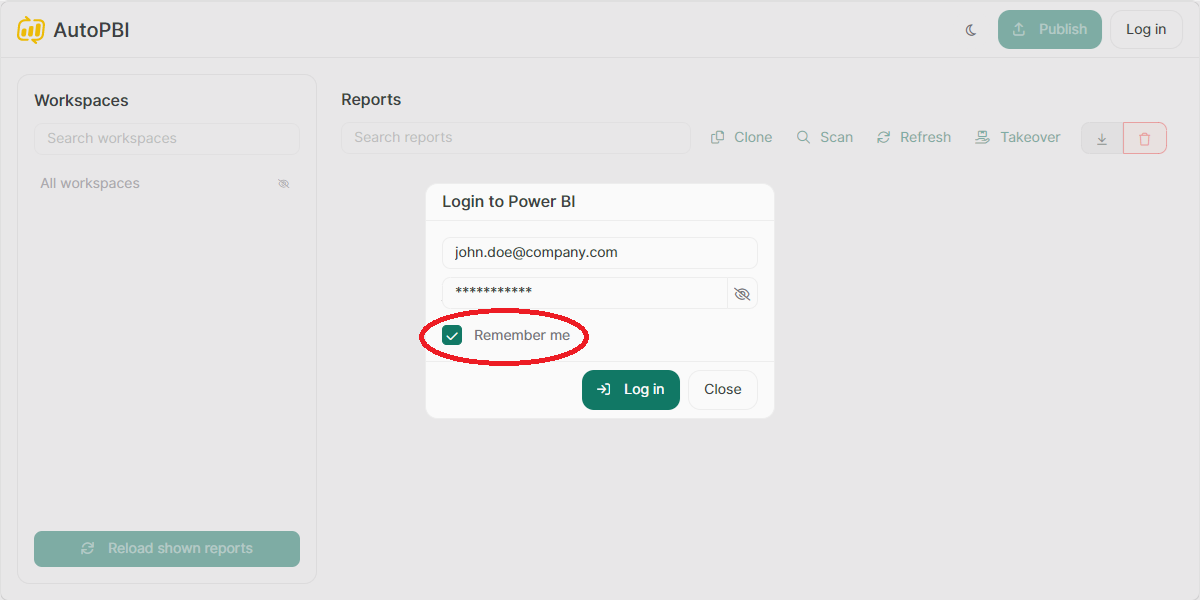 AutoPBI
Publish
Log in
Workspaces
Search workspaces
All workspaces
Reload shown reports
Reports
Search reports
Clone
Scan
Refresh
Takeover
Login to Power BI
john.doe@company.com
***********
Remember me
Log in
Close